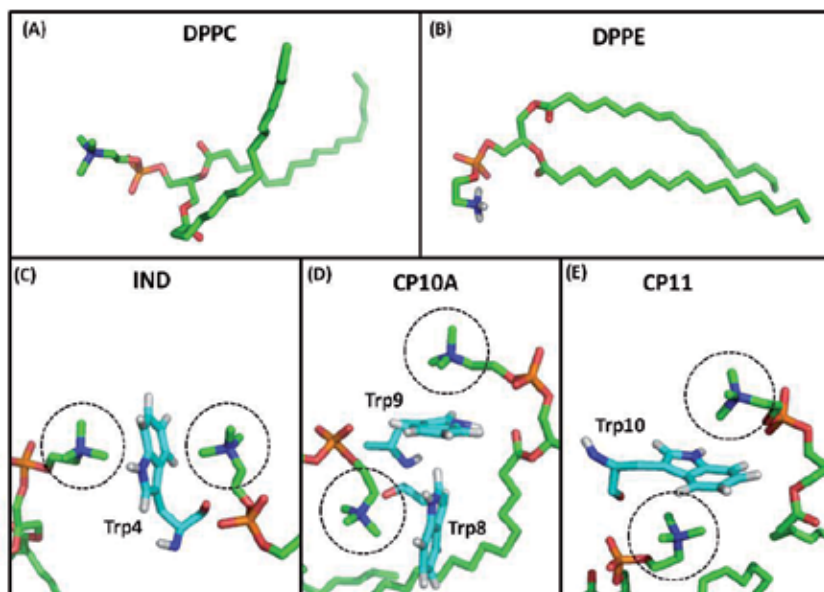 (A)
DPPC
(B)
DPPE
(C)
IND
Trp4
(D)
CP10A
Trp9
Trp8
(E)
CP11
Trp10